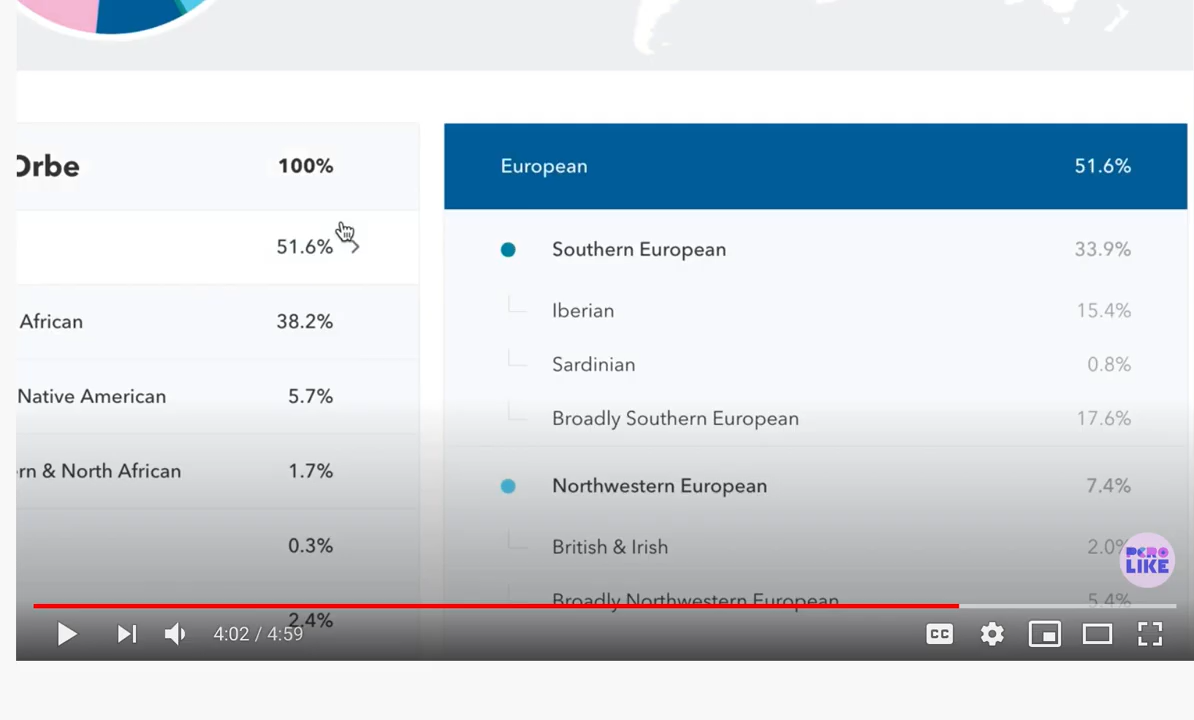 Orbe 100%
51.6%
African 38.2%
Native American 5.7%
rn & North African 1.7%
0.3%
2.4%
European 51.6%
Southern European 33.9%
Iberian 15.4%
Sardinian 0.8%
Broadly Southern European 17.6%
Northwestern European 7.4%
British & Irish 2.0%
Broadly Northwestern European 5.4%
PERO
LIKE
4:02 / 4:59
CC